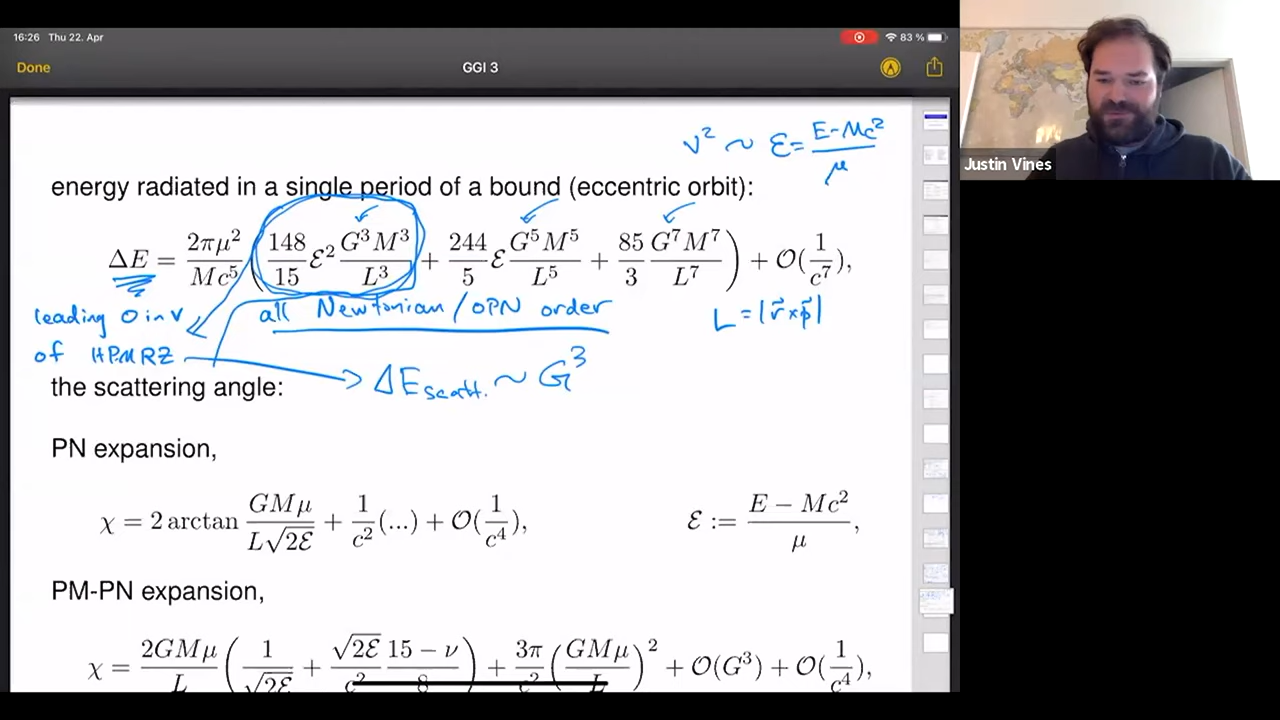 16:26 Thu 22. Apr
83 %
Done
GGI 3
v² ~ ℰ = (E-Mc²)/μ
Justin Vines
energy radiated in a single period of a bound (eccentric orbit):
ΔE = 2πμ²/Mc⁵ (148/15 ℰ² G³M³/L³ + 244/5 ℰ G⁵M⁵/L⁵ + 85/3 G⁷M⁷/L⁷) + O(1/c⁷),
leading O in v
all Newtonian/0PN order
L = |r⃗×p⃗|
of HPMRZ
ΔE scatt. ~ G³
the scattering angle:
PN expansion,
χ = 2 arctan GMμ/(L√2ℰ) + 1/c² (...) + O(1/c⁴),
ℰ := (E − Mc²)/μ,
PM-PN expansion,
χ = 2GMμ/L (1/√2ℰ + √2ℰ/c² (15 − ν)/8) + 3π/c² (GMμ/L)² + O(G³) + O(1/c⁴),